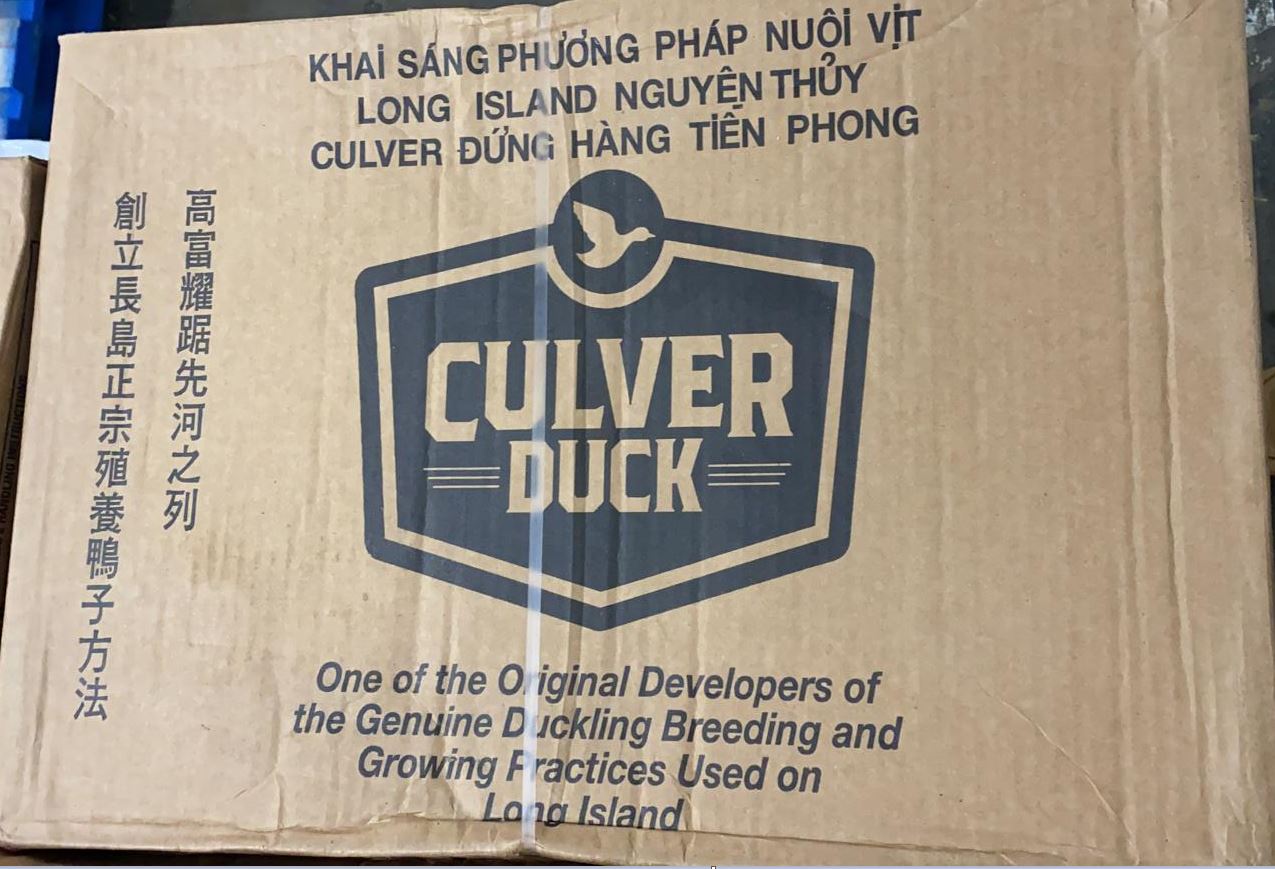 KHAI SÁNG PHƯƠNG PHÁP NUÔI VỊT
LONG ISLAND NGUYÊN THỦY
CULVER ĐỨNG HÀNG TIÊN PHONG
高富耀踞先河之列
創立長島正宗殖養鴨子方法
CULVER
DUCK
One of the Original Developers of
the Genuine Duckling Breeding and
Growing Practices Used on
Long Island